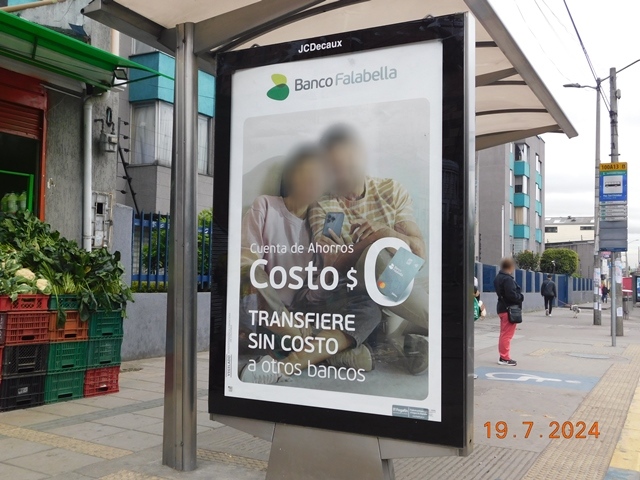 JCDecaux
Banco Falabella
Cuenta de Ahorros
Costo $ 0
TRANSFIERE
SIN COSTO
a otros bancos
19.7.2024